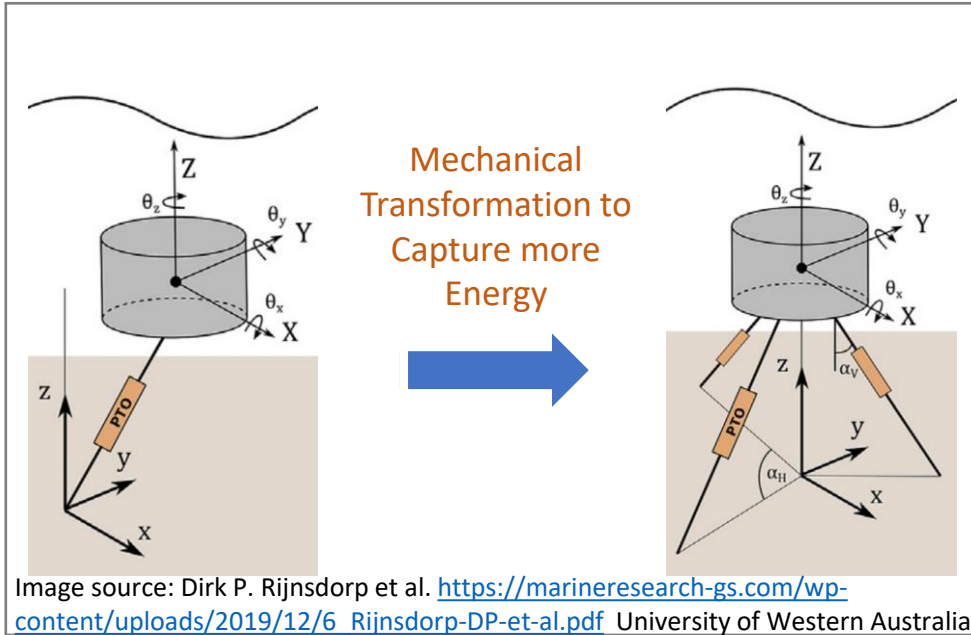 Z
θz
θy
Y
θx
X
z
PTO
y
x
Mechanical
Transformation to
Capture more
Energy
Z
θz
θy
Y
θx
X
αV
z
PTO
y
αH
x
Image source: Dirk P. Rijnsdorp et al. https://marineresearch-gs.com/wp-
content/uploads/2019/12/6_Rijnsdorp-DP-et-al.pdf University of Western Australia